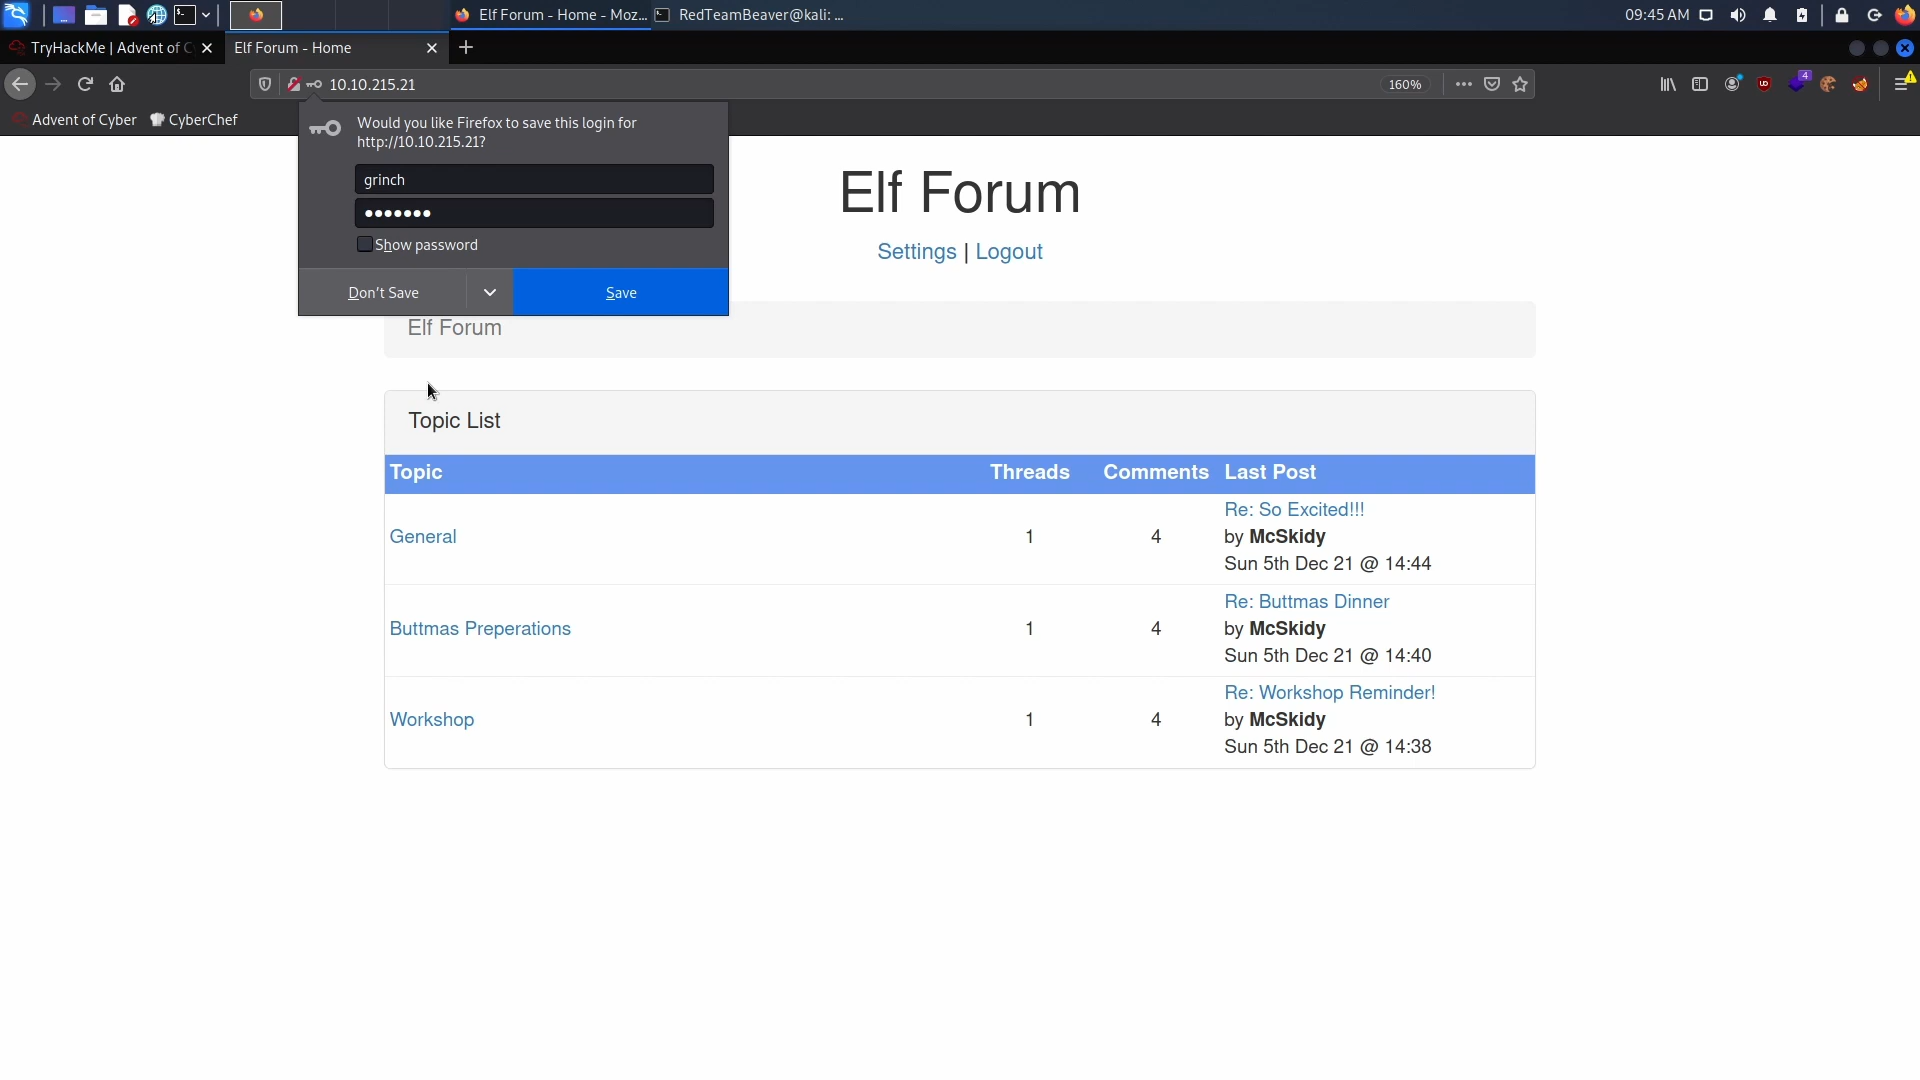 Elf Forum - Home - Moz...
RedTeamBeaver@kali: ...
09:45 AM
TryHackMe | Advent of C
Elf Forum - Home
10.10.215.21
160%
4
Advent of Cyber
CyberChef
Would you like Firefox to save this login for
http://10.10.215.21?
grinch
Show password
Don't Save
Save
Elf Forum
Settings | Logout
Elf Forum
Topic List
Topic Threads Comments Last Post
General 1 4 Re: So Excited!!!
by McSkidy
Sun 5th Dec 21 @ 14:44
Buttmas Preperations 1 4 Re: Buttmas Dinner
by McSkidy
Sun 5th Dec 21 @ 14:40
Workshop 1 4 Re: Workshop Reminder!
by McSkidy
Sun 5th Dec 21 @ 14:38